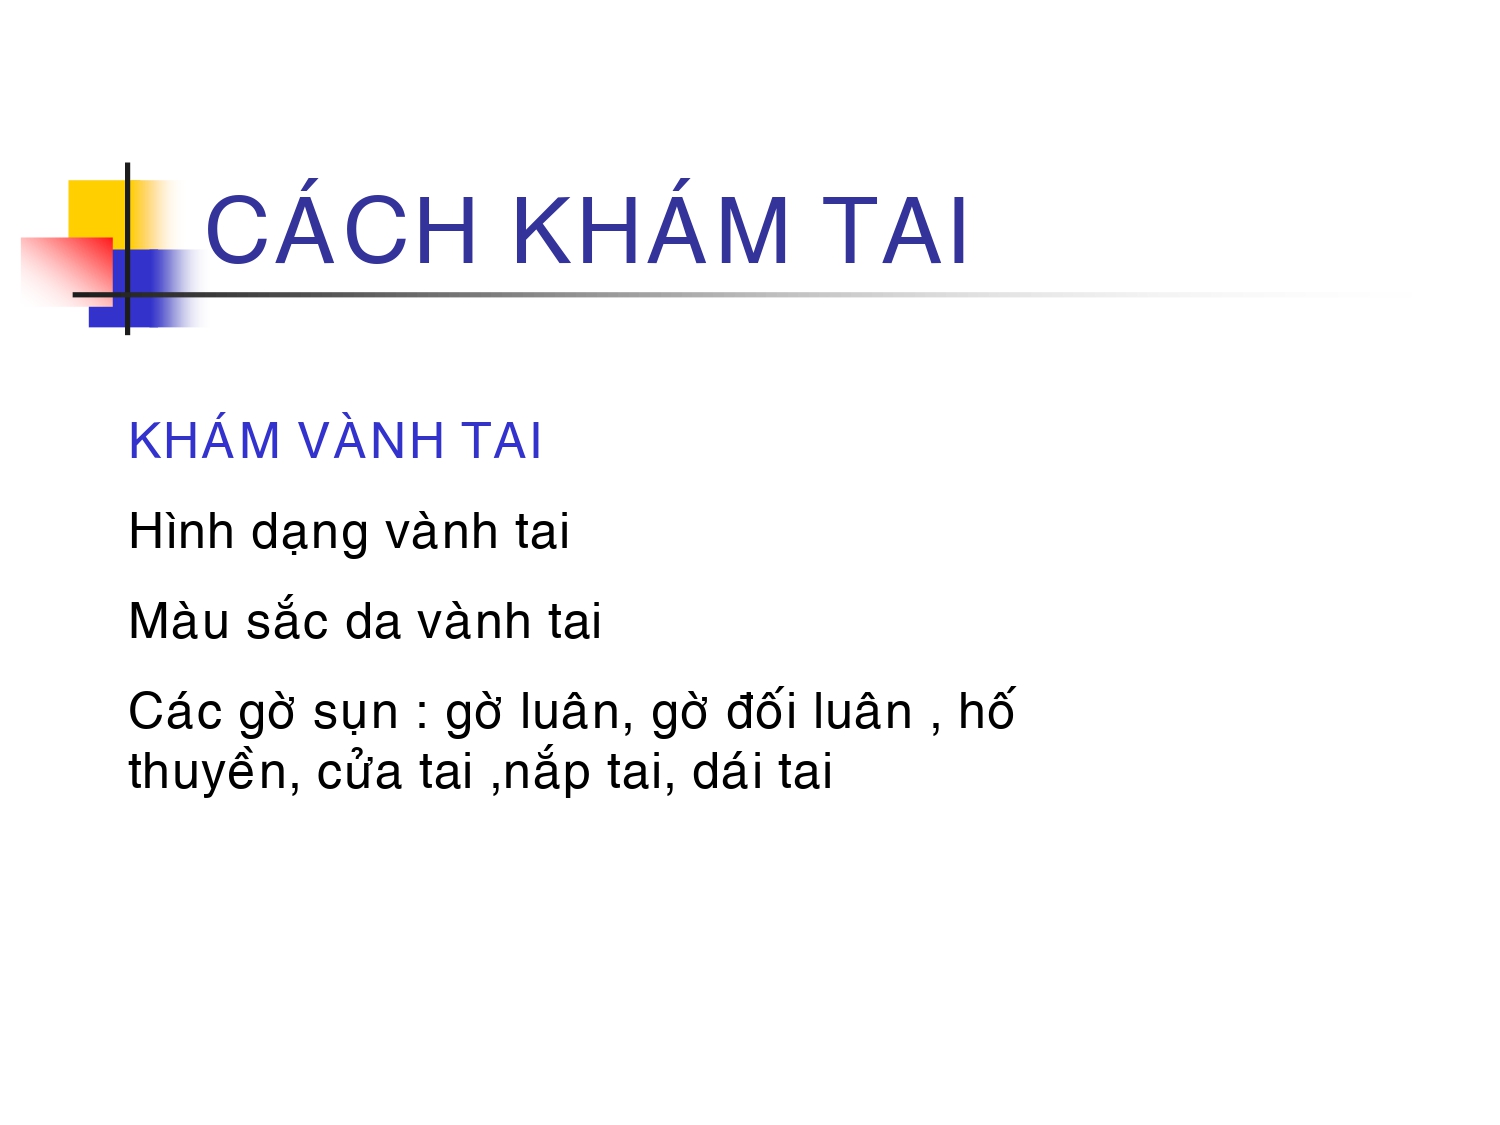 CÁCH KHÁM TAI
KHÁM VÀNH TAI
Hình dạng vành tai
Màu sắc da vành tai
Các gờ sụn : gờ luân, gờ đối luân , hố
thuyền, cửa tai ,nắp tai, dái tai